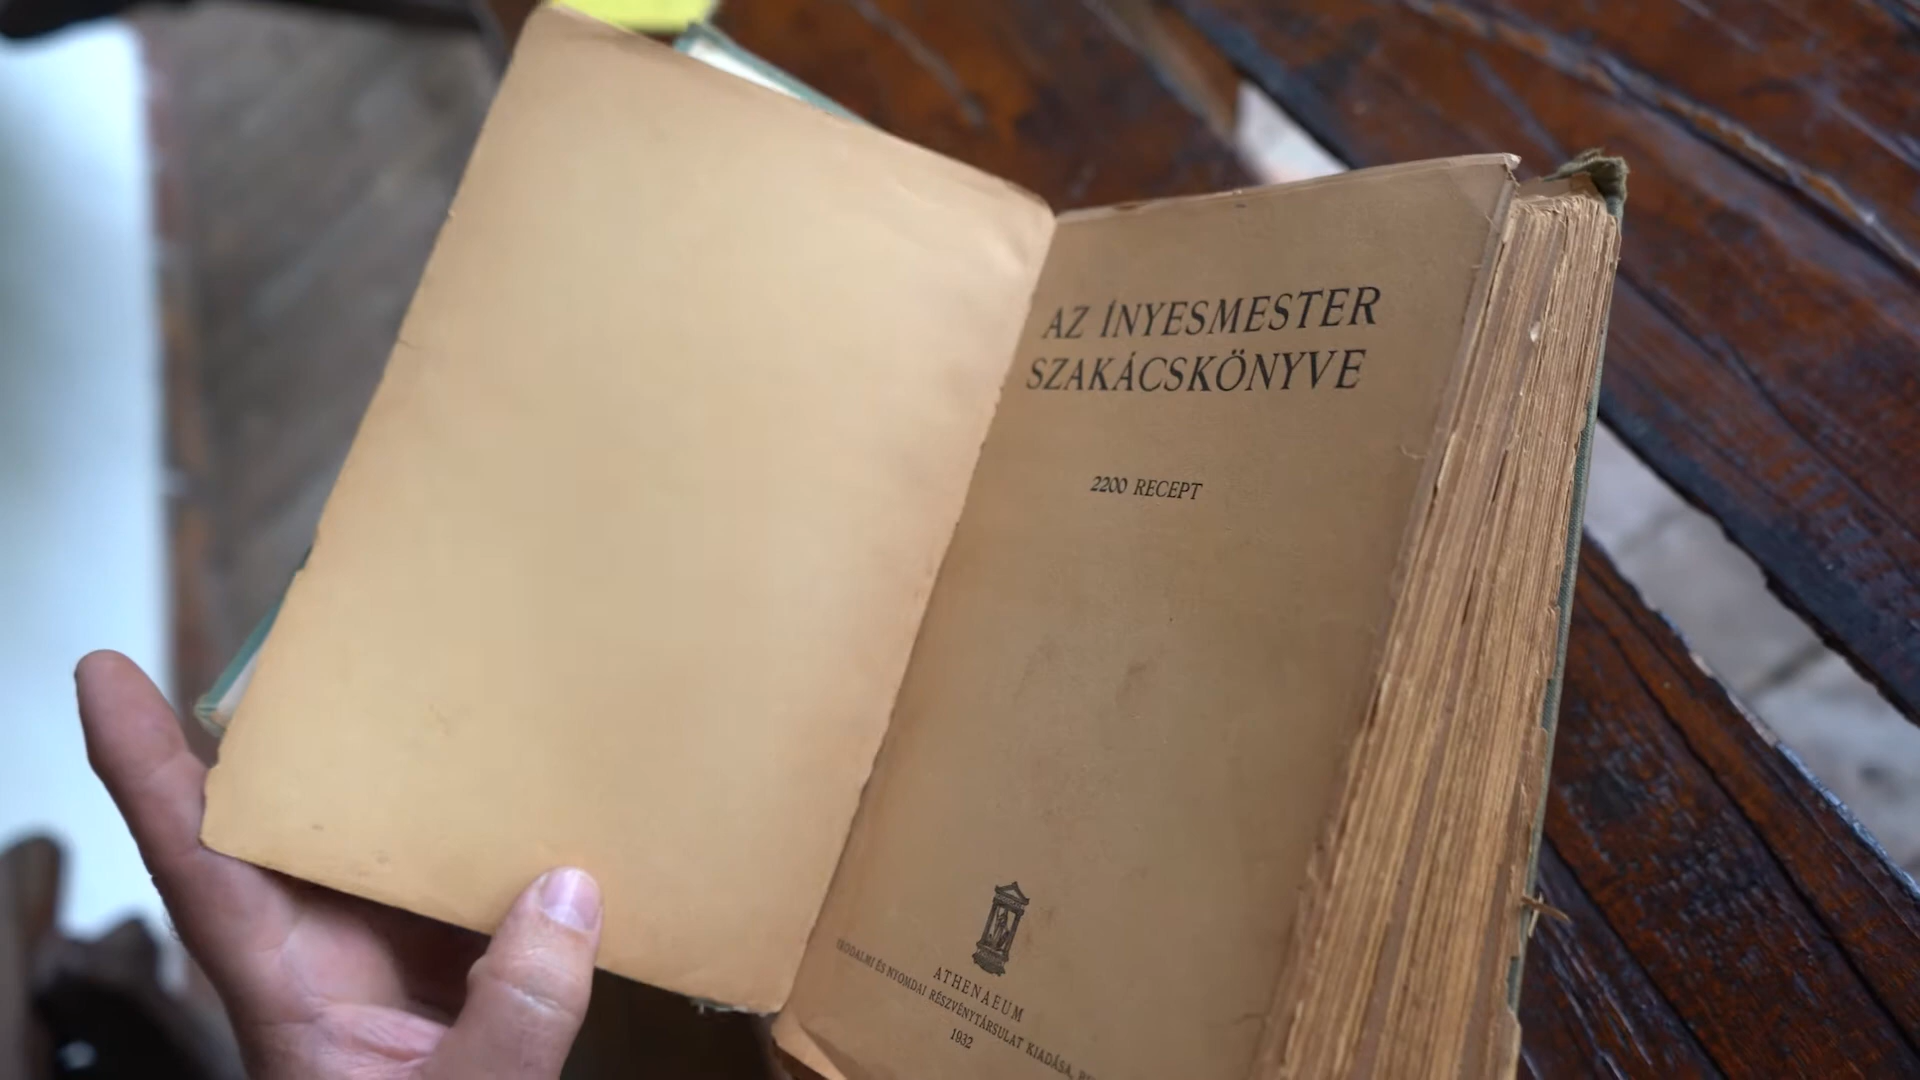 AZ ÍNYESMESTER
SZAKÁCSKÖNYVE
2200 RECEPT
ATHENAEUM
IRODALMI ÉS NYOMDAI RÉSZVÉNYTÁRSULAT KIADÁSA,
1932